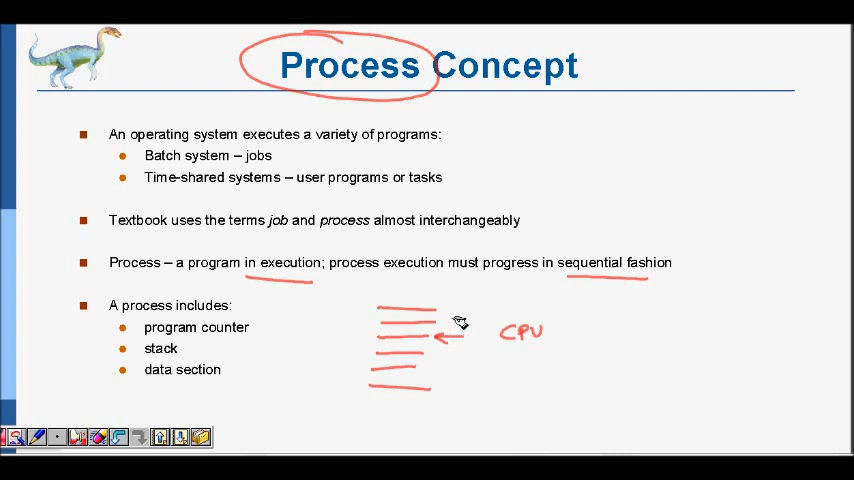 Process Concept
An operating system executes a variety of programs:
Batch system – jobs
Time-shared systems – user programs or tasks
Textbook uses the terms job and process almost interchangeably
Process – a program in execution; process execution must progress in sequential fashion
A process includes:
program counter
stack
data section
CPU